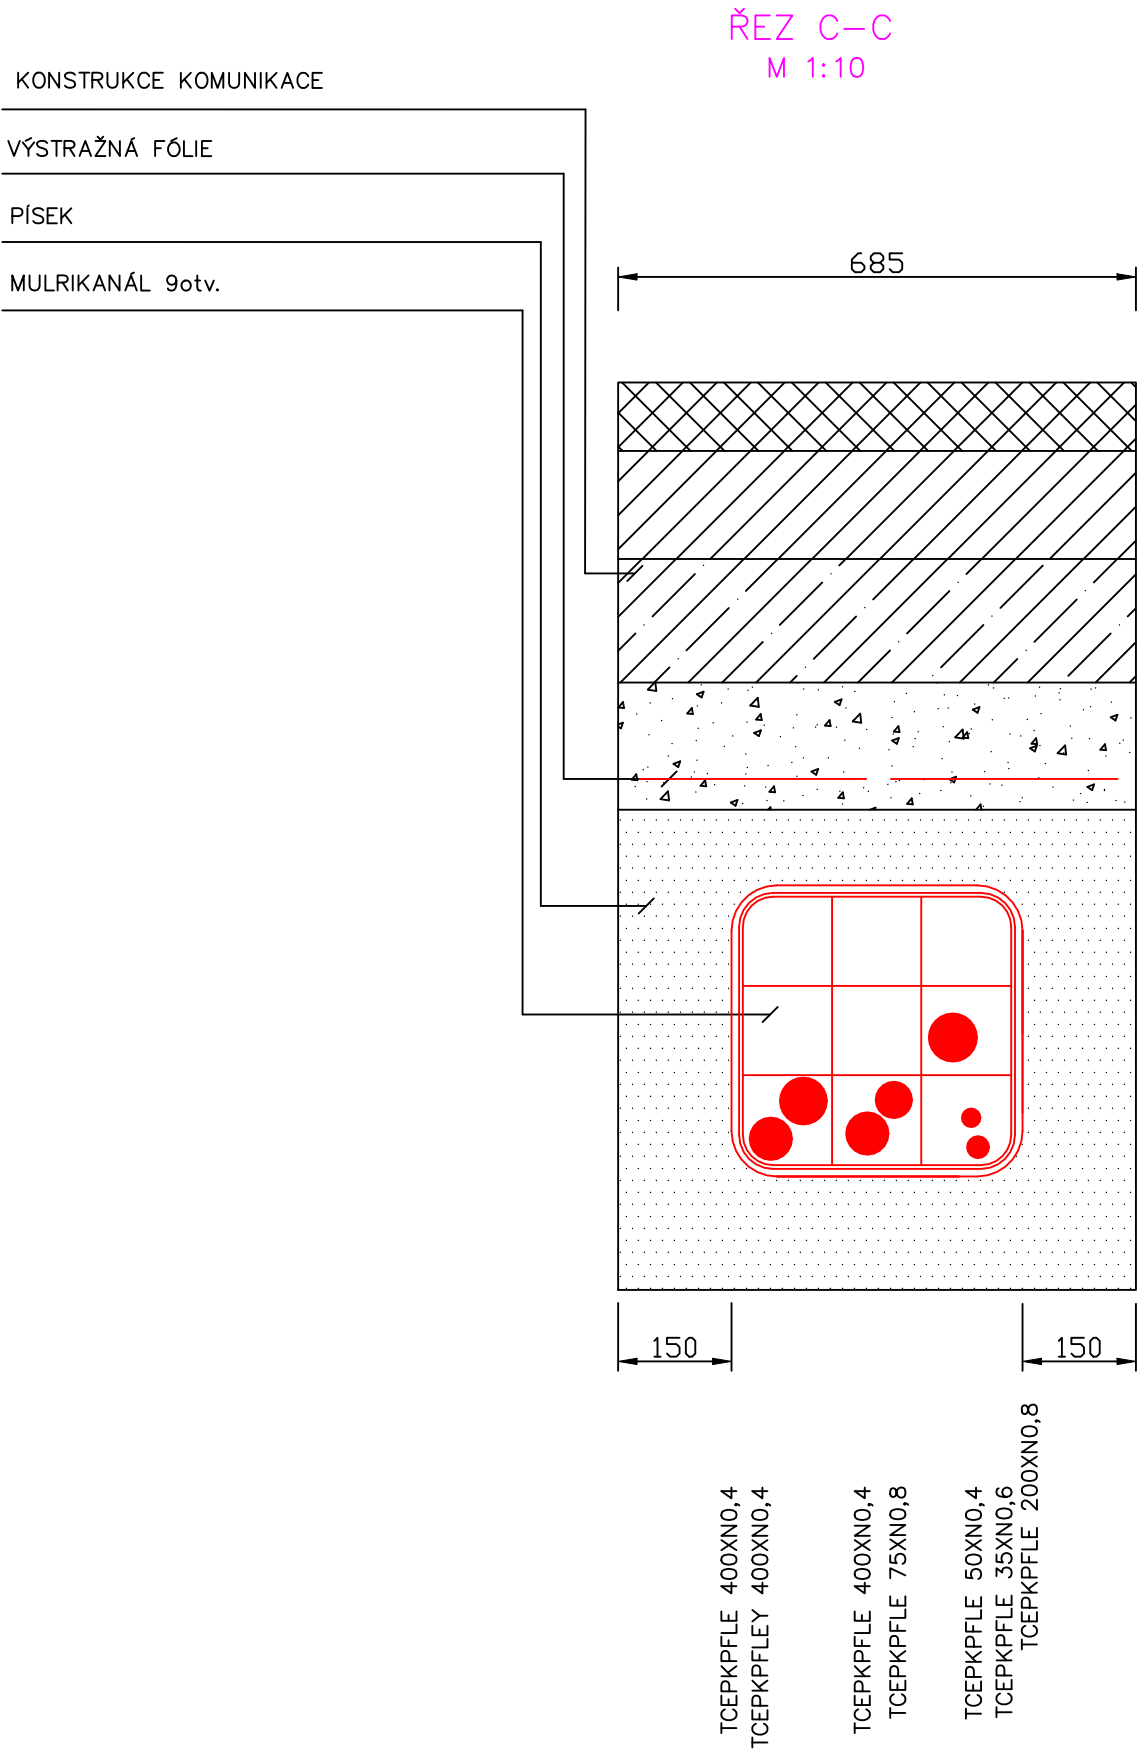 ŘEZ C-C
M 1:10
KONSTRUKCE KOMUNIKACE
VÝSTRAŽNÁ FÓLIE
PÍSEK
MULRIKANÁL 9otv.
685
150
150
TCEPKPFLE 400XN0,4
TCEPKPFLEY 400XN0,4
TCEPKPFLE 400XN0,4
TCEPKPFLE 75XN0,8
TCEPKPFLE 50XN0,4
TCEPKPFLE 35XN0,6
TCEPKPFLE 200XN0,8